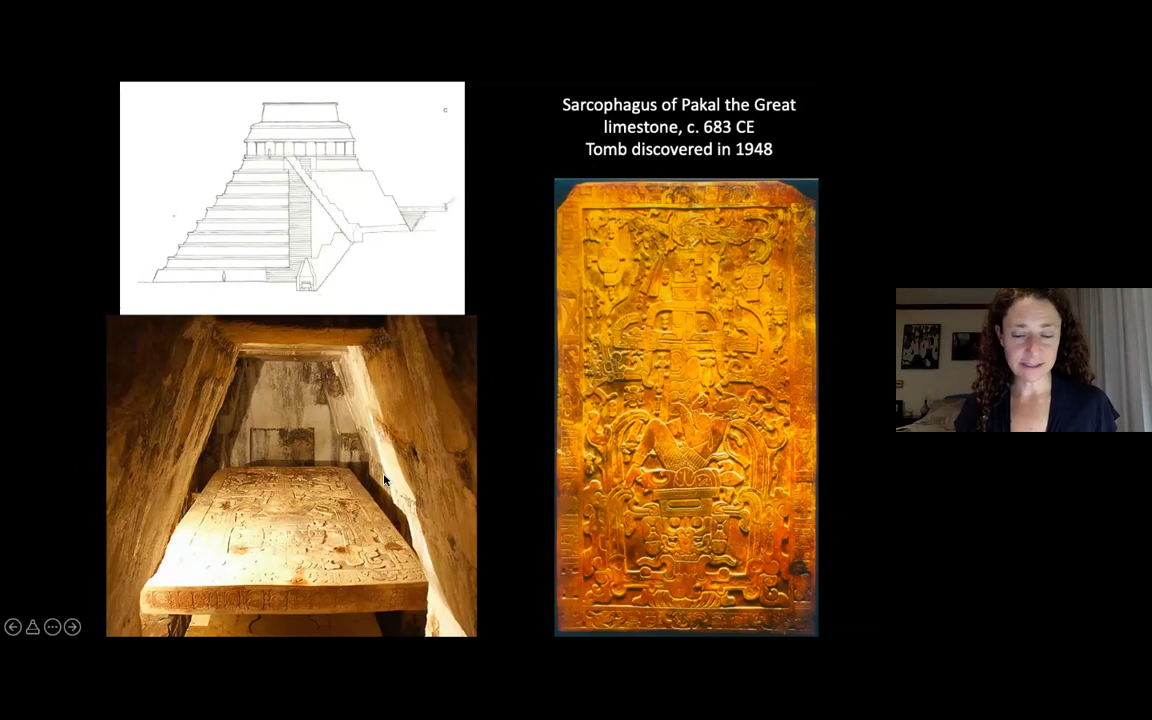 C
Sarcophagus of Pakal the Great
limestone, c. 683 CE
Tomb discovered in 1948